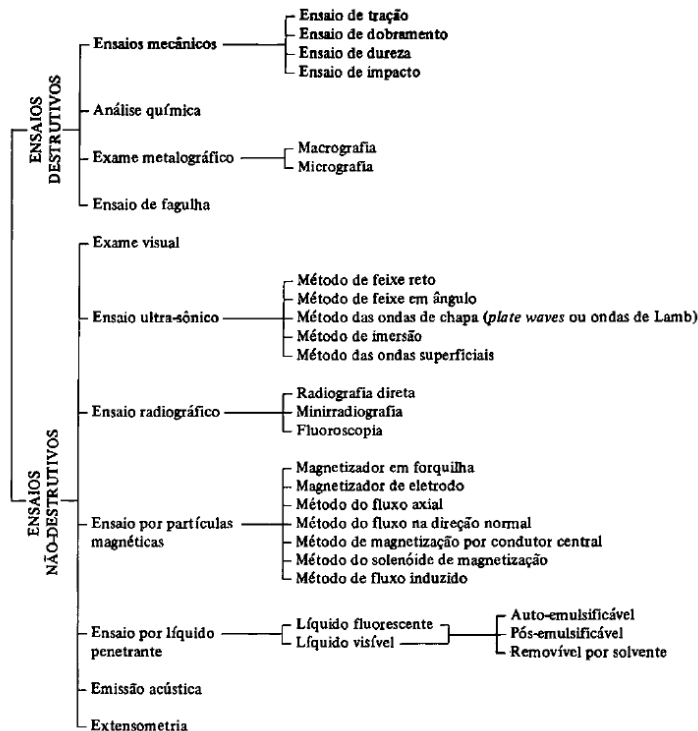 ENSAIOS
DESTRUTIVOS
Ensaios mecânicos
Ensaio de tração
Ensaio de dobramento
Ensaio de dureza
Ensaio de impacto
Análise química
Exame metalográfico
Macrografia
Micrografia
Ensaio de fagulha
ENSAIOS
NÃO-DESTRUTIVOS
Exame visual
Ensaio ultra-sônico
Método de feixe reto
Método de feixe em ângulo
Método das ondas de chapa (plate waves ou ondas de Lamb)
Método de imersão
Método das ondas superficiais
Ensaio radiográfico
Radiografia direta
Minirradiografia
Fluoroscopia
Ensaio por partículas
magnéticas
Magnetizador em forquilha
Magnetizador de eletrodo
Método do fluxo axial
Método do fluxo na direção normal
Método de magnetização por condutor central
Método do solenóide de magnetização
Método de fluxo induzido
Ensaio por líquido
penetrante
Líquido fluorescente
Líquido visível
Auto-emulsificável
Pós-emulsificável
Removível por solvente
Emissão acústica
Extensometria